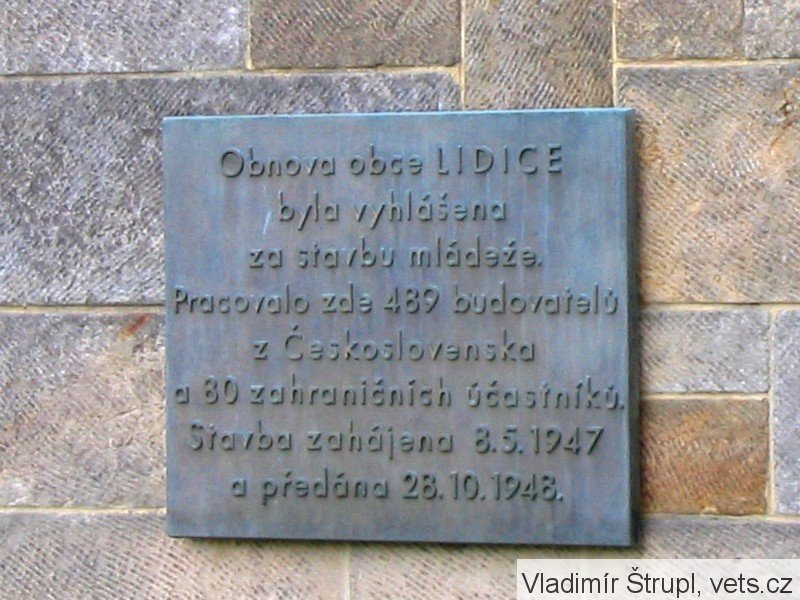 Obnova obce LIDICE
byla vyhlášena
za stavbu mládeže.
Pracovalo zde 489 budovatelů
z Československa
a 80 zahraničních účastníků.
Stavba zahájena 8.5.1947
a předána 28.10.1948.
Vladimír Štrupl, vets.cz